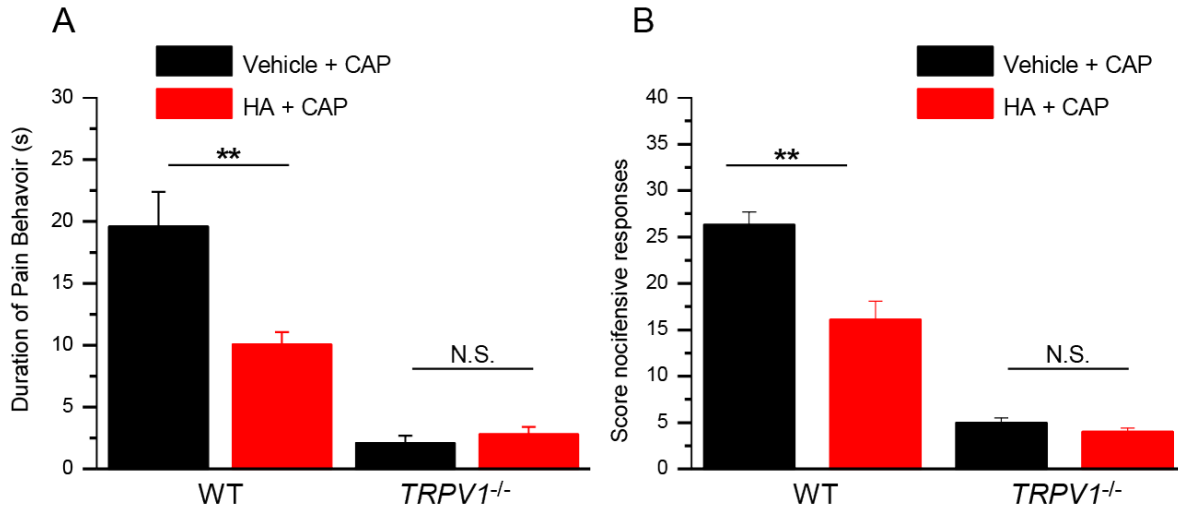 A
Vehicle + CAP
HA + CAP
Duration of Pain Behavoir (s)
30
25
20
15
10
5
0
**
N.S.
WT
TRPV1-/-
B
Vehicle + CAP
HA + CAP
Score nocifensive responses
40
35
30
25
20
15
10
5
0
**
N.S.
WT
TRPV1-/-